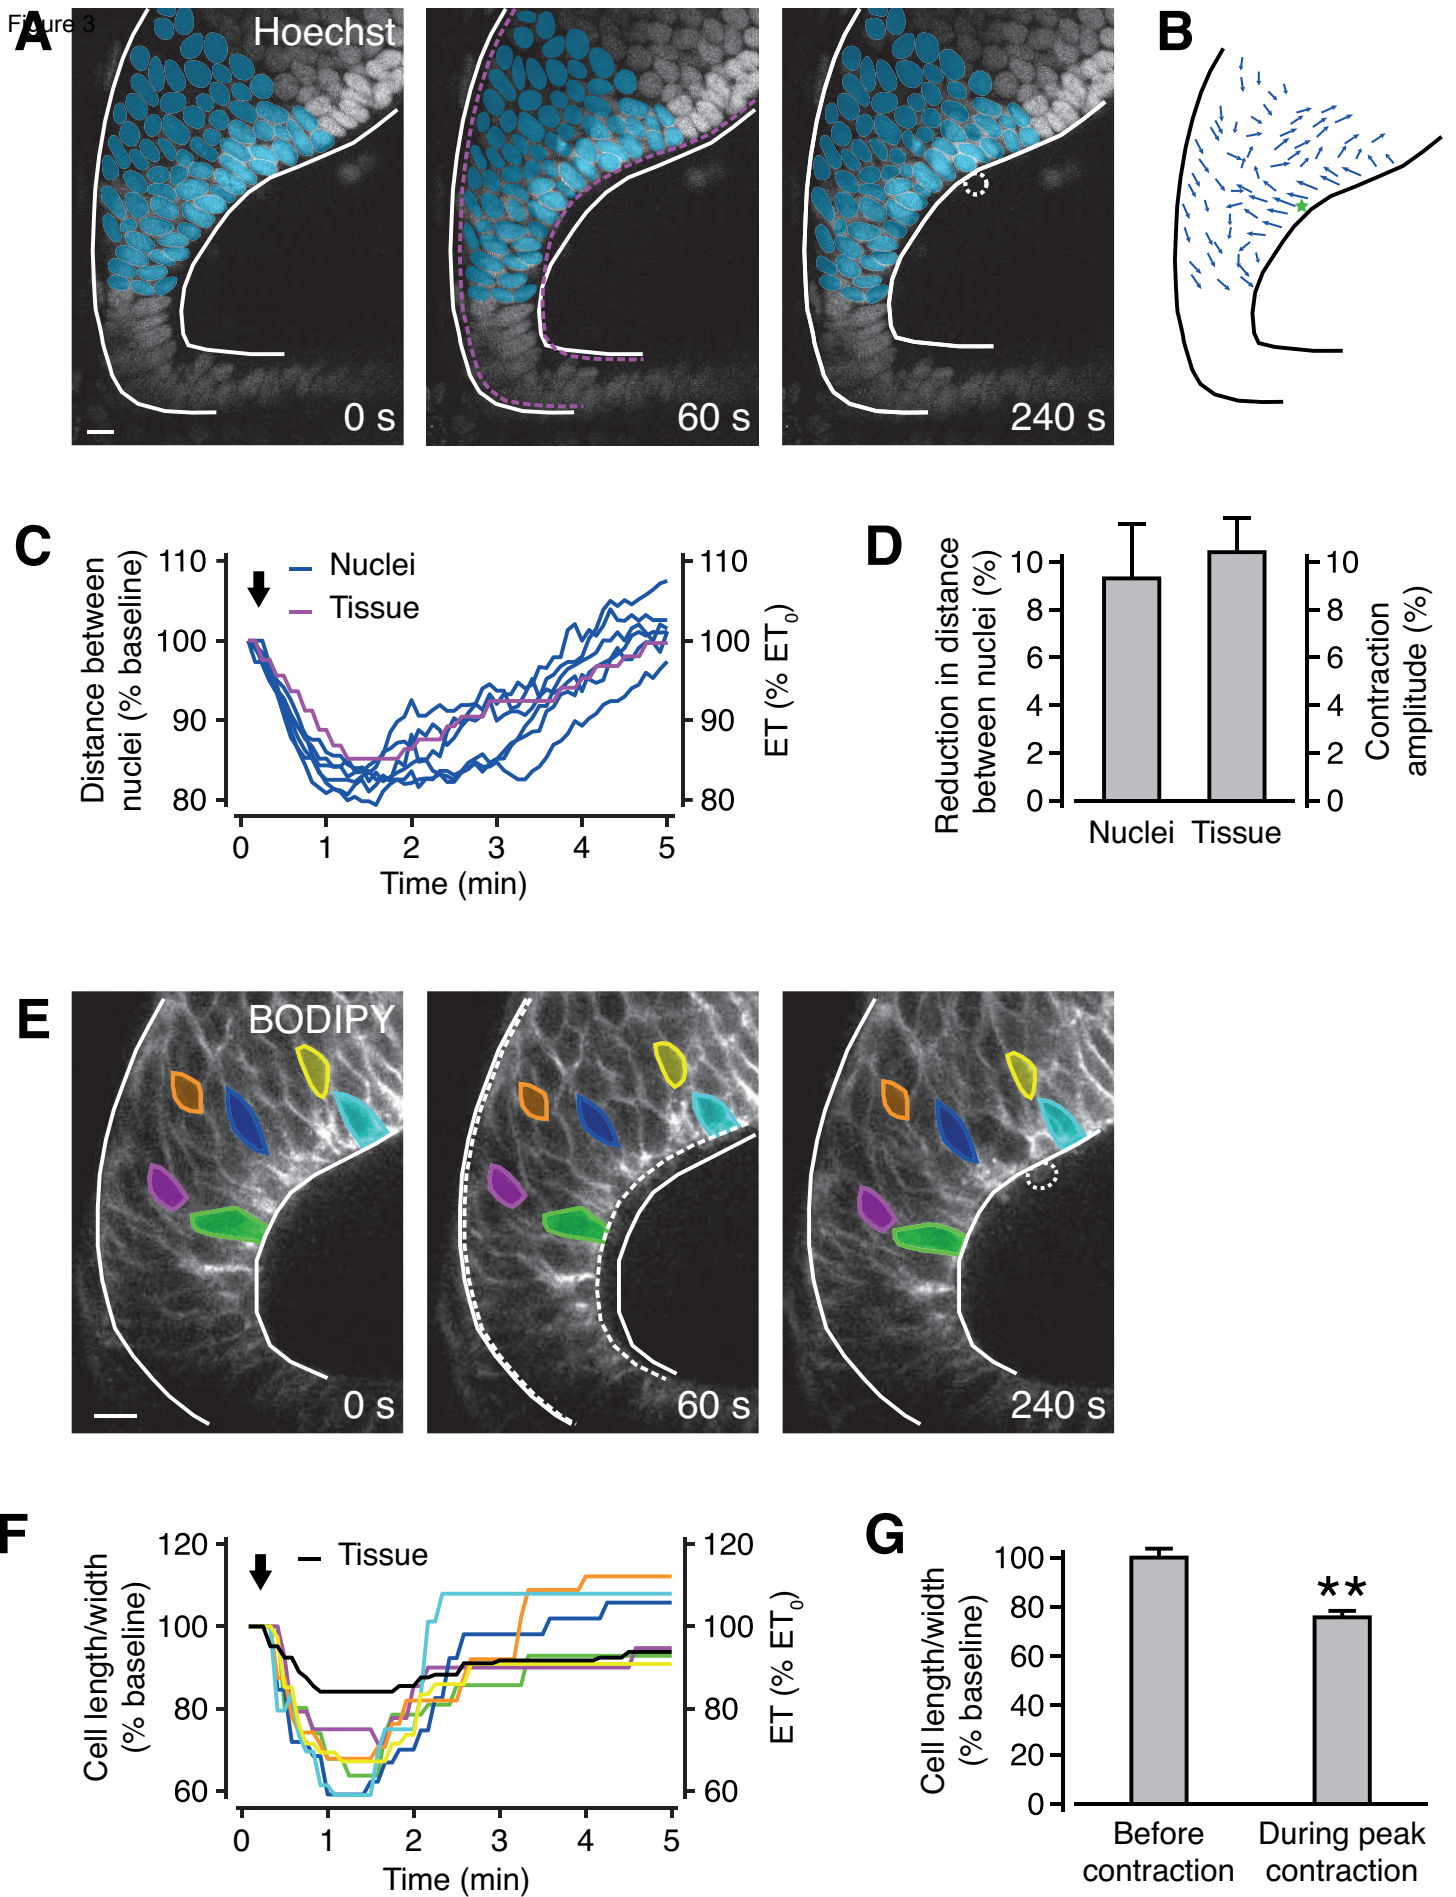 Figure 3
A
Hoechst
0 s
60 s
240 s
B
C
Distance between
nuclei (% baseline)
110
100
90
80
Nuclei
Tissue
110
100
90
80
ET (% ET0)
0 1 2 3 4 5
Time (min)
D
Reduction in distance
between nuclei (%)
10
8
6
4
2
0
10
8
6
4
2
0
Contraction
amplitude (%)
Nuclei Tissue
E
BODIPY
0 s
60 s
240 s
F
Cell length/width
(% baseline)
120
100
80
60
Tissue
120
100
80
60
ET (% ET0)
0 1 2 3 4 5
Time (min)
G
Cell length/width
(% baseline)
100
80
60
40
20
0
**
Before
contraction
During peak
contraction